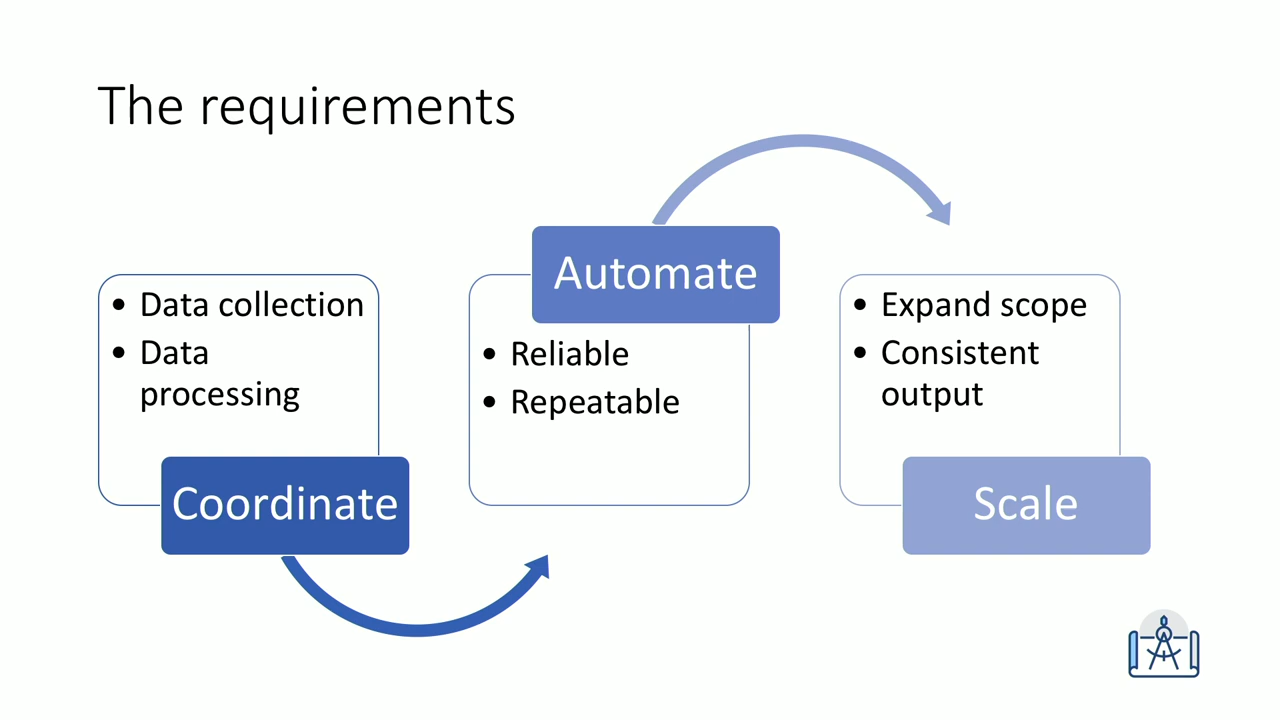 The requirements
• Data collection
• Data
processing
Coordinate
Automate
• Reliable
• Repeatable
• Expand scope
• Consistent
output
Scale